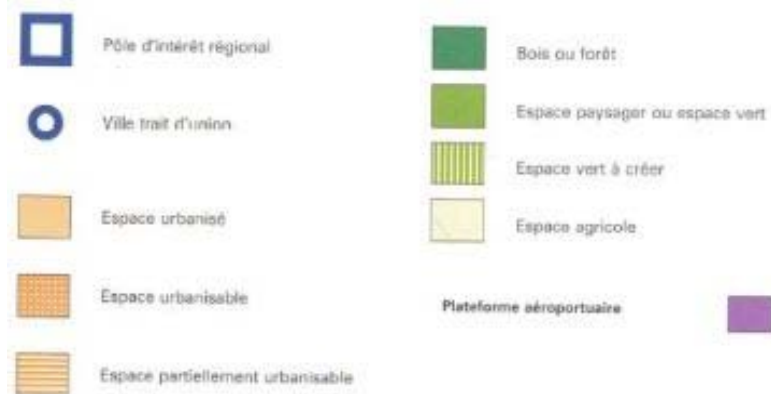 Pôle d'intérêt régional
Ville trait d'union
Espace urbanisé
Espace urbanisable
Espace partiellement urbanisable
Bois ou forêt
Espace paysager ou espace vert
Espace vert à créer
Espace agricole
Plateforme aéroportuaire